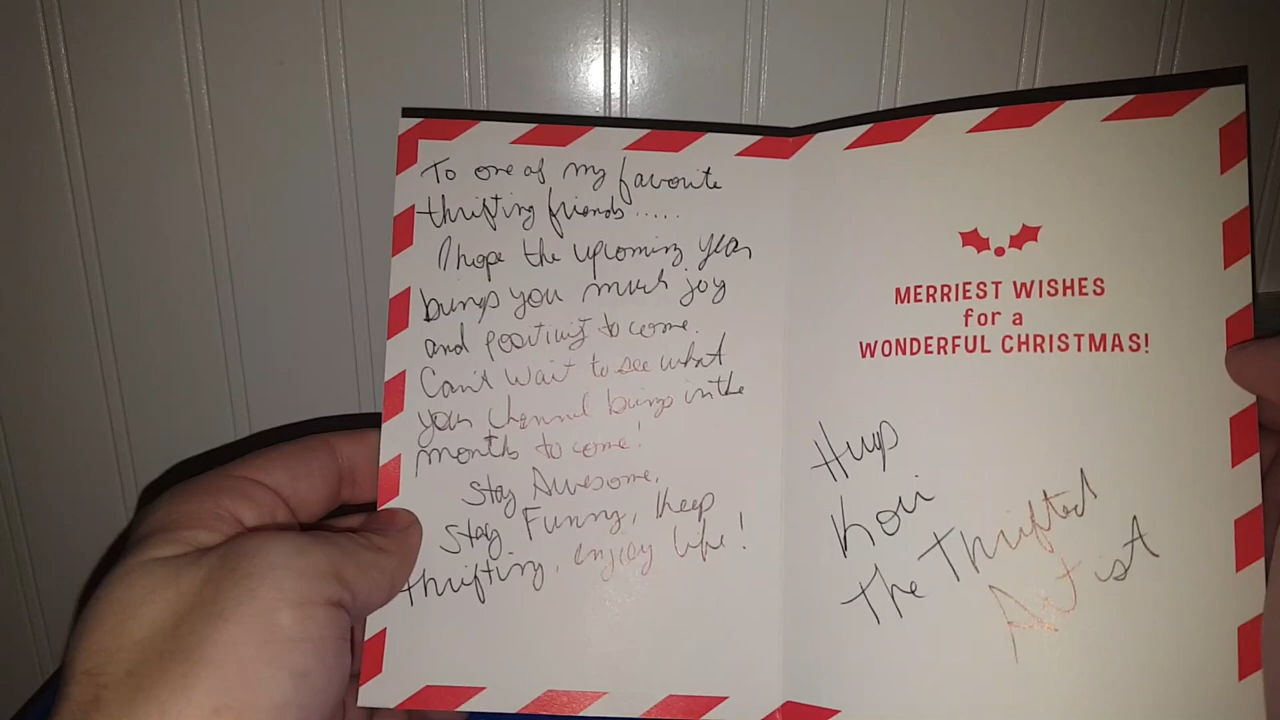 To one of my favorite
thrifting friends.....
I hope the upcoming year
brings you much joy
and positivity to come.
Can't wait to see what
your channel brings in the
months to come!
Stay Awesome,
Stay Funny, Keep
thrifting, enjoy life!
MERRIEST WISHES
for a
WONDERFUL CHRISTMAS!
Hugs
Kori
The Thrifted
Artist